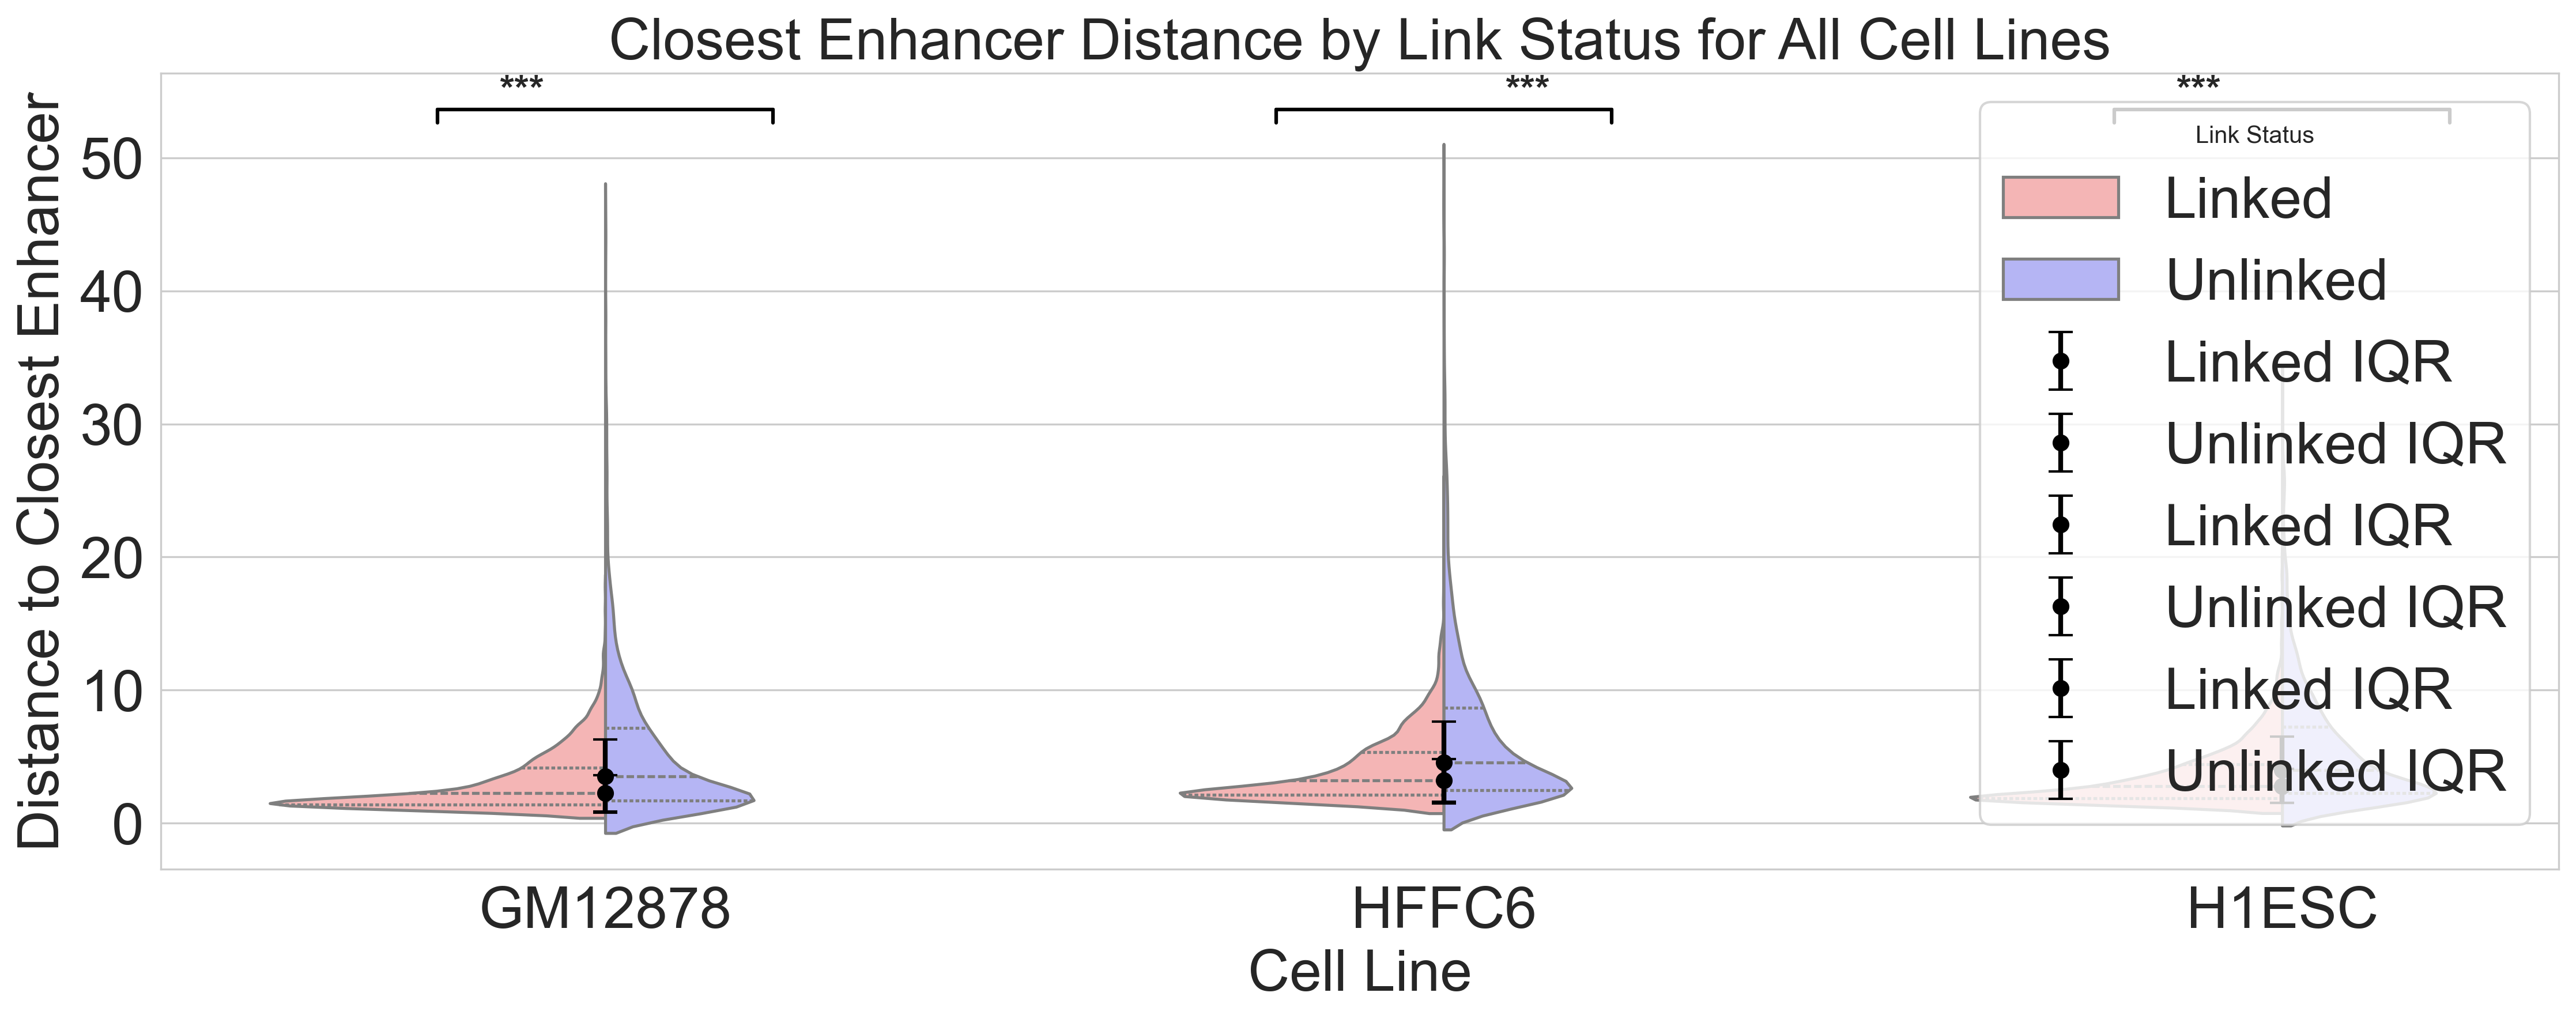 Closest Enhancer Distance by Link Status for All Cell Lines
Distance to Closest Enhancer
50
40
30
20
10
0
***
***
***
Link Status
Linked
Unlinked
Linked IQR
Unlinked IQR
Linked IQR
Unlinked IQR
Linked IQR
Unlinked IQR
GM12878
HFFC6
H1ESC
Cell Line